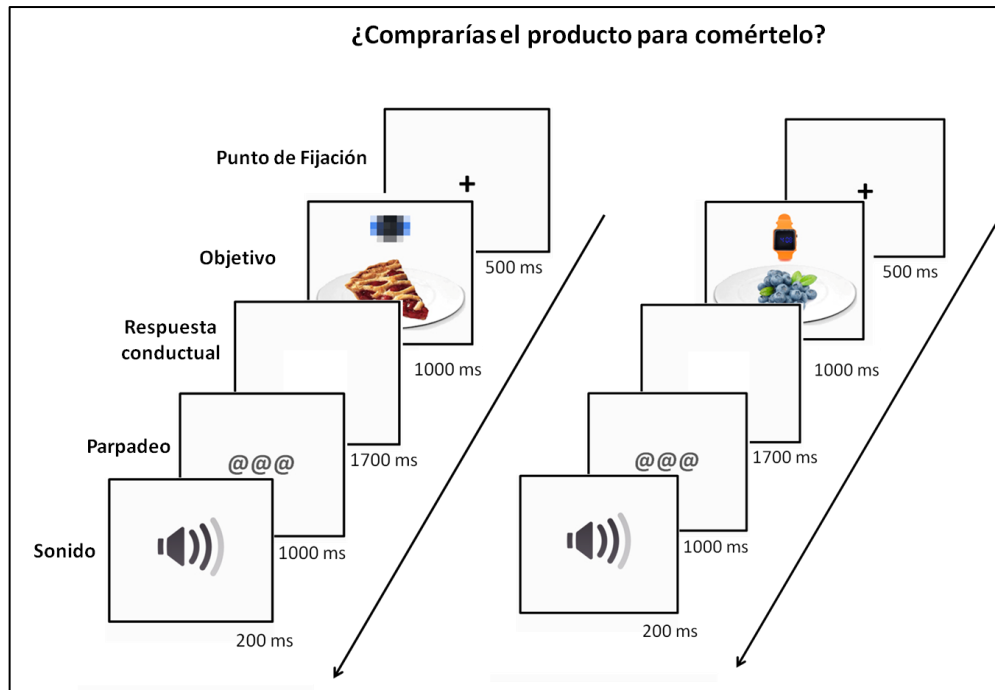 ¿Comprarías el producto para comértelo?
Punto de Fijación
+
500 ms
Objetivo
1000 ms
Respuesta
conductual
1700 ms
Parpadeo
@@@
1000 ms
Sonido
200 ms
+
500 ms
1000 ms
1700 ms
@@@
1000 ms
200 ms